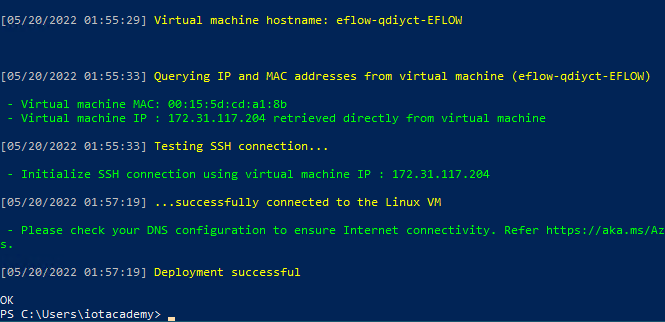 [05/20/2022 01:55:29] Virtual machine hostname: eflow-qdiyct-EFLOW
[05/20/2022 01:55:33] Querying IP and MAC addresses from virtual machine (eflow-qdiyct-EFLOW)
- Virtual machine MAC: 00:15:5d:cd:a1:8b
- Virtual machine IP : 172.31.117.204 retrieved directly from virtual machine
[05/20/2022 01:55:33] Testing SSH connection...
- Initialize SSH connection using virtual machine IP : 172.31.117.204
[05/20/2022 01:57:19] ...successfully connected to the Linux VM
- Please check your DNS configuration to ensure Internet connectivity. Refer https://aka.ms/Az
s.
[05/20/2022 01:57:19] Deployment successful
OK
PS C:\Users\iotacademy>